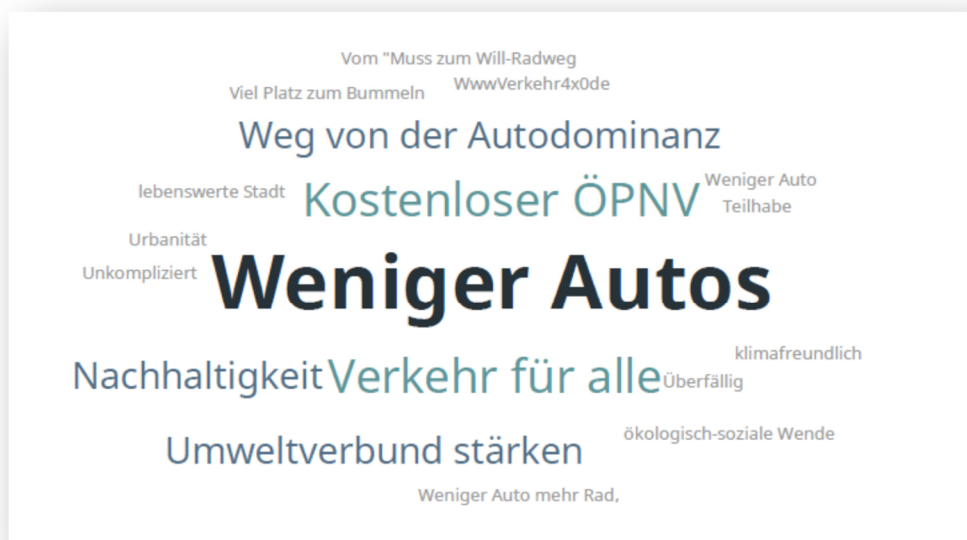 Vom "Muss zum Will-Radweg
WwwVerkehr4x0de
Viel Platz zum Bummeln
Weg von der Autodominanz
lebenswerte Stadt
Kostenloser ÖPNV
Weniger Auto
Teilhabe
Urbanität
Unkompliziert
Weniger Autos
klimafreundlich
Nachhaltigkeit
Verkehr für alle
Überfällig
ökologisch-soziale Wende
Umweltverbund stärken
Weniger Auto mehr Rad,